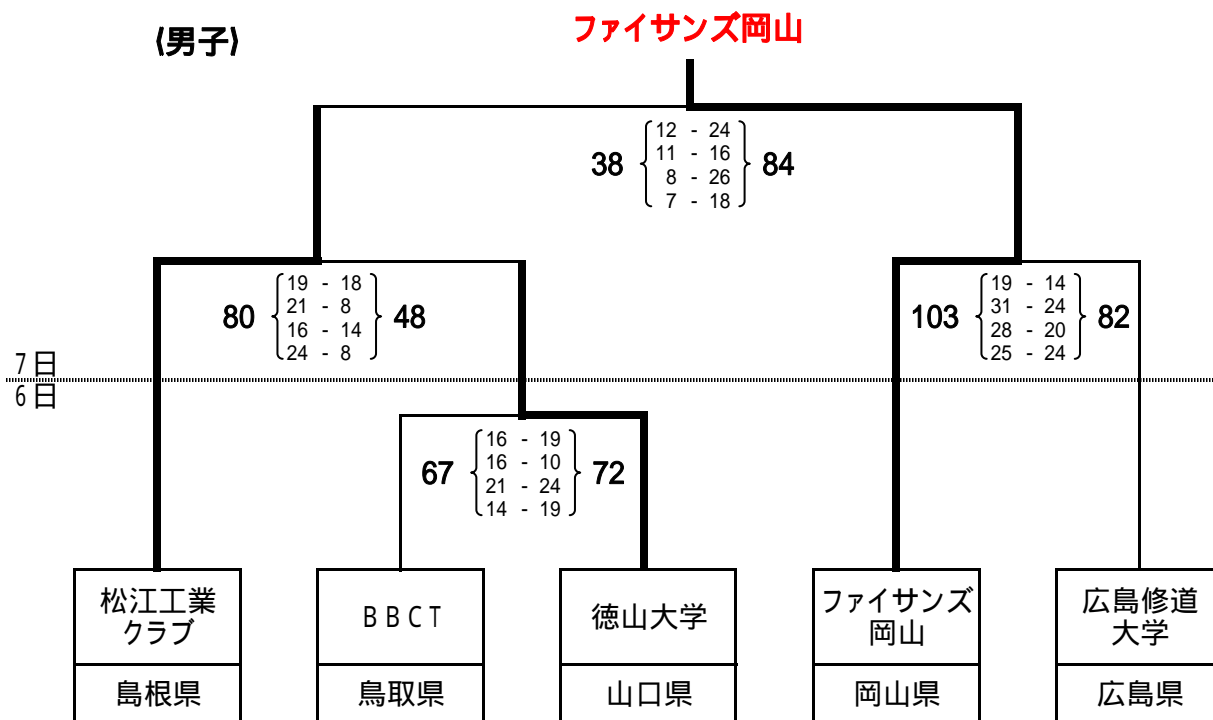 (男子)
ファイサンズ岡山
12 - 24
11 - 16
38 84
8 - 26
7 - 18
19 - 18
21 - 8
80 48
16 - 14
24 - 8
19 - 14
31 - 24
103 82
28 - 20
25 - 24
7日
6日
16 - 19
16 - 10
67 72
21 - 24
14 - 19
松江工業
クラブ
BBCT
徳山大学
ファイサンズ
岡山
広島修道
大学
島根県
鳥取県
山口県
岡山県
広島県